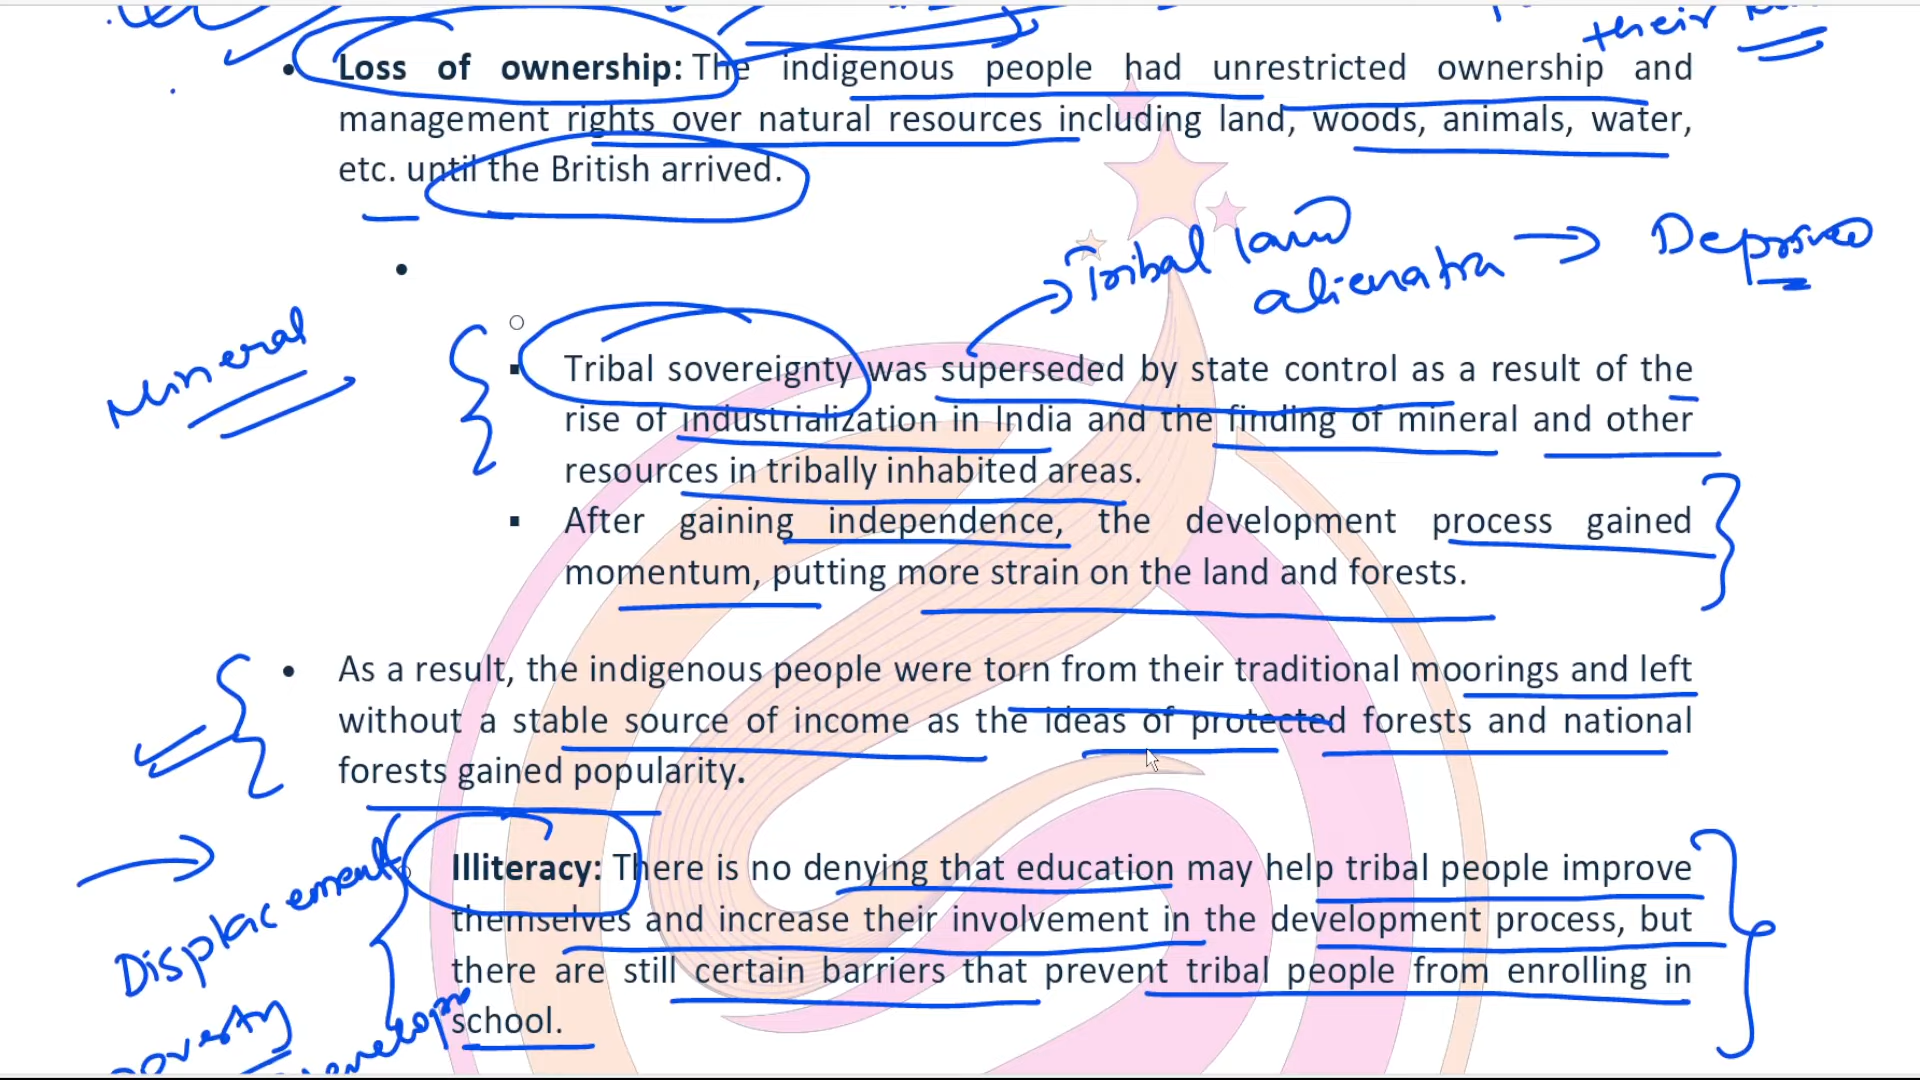 their
Loss of ownership: The indigenous people had unrestricted ownership and
management rights over natural resources including land, woods, animals, water,
etc. until the British arrived.
Tribal land
alienation → Deprived
Mineral
Tribal sovereignty was superseded by state control as a result of the
rise of industrialization in India and the finding of mineral and other
resources in tribally inhabited areas.
After gaining independence, the development process gained
momentum, putting more strain on the land and forests.
As a result, the indigenous people were torn from their traditional moorings and left
without a stable source of income as the ideas of protected forests and national
forests gained popularity.
Displacement
Illiteracy: There is no denying that education may help tribal people improve
themselves and increase their involvement in the development process, but
there are still certain barriers that prevent tribal people from enrolling in
school.
poverty